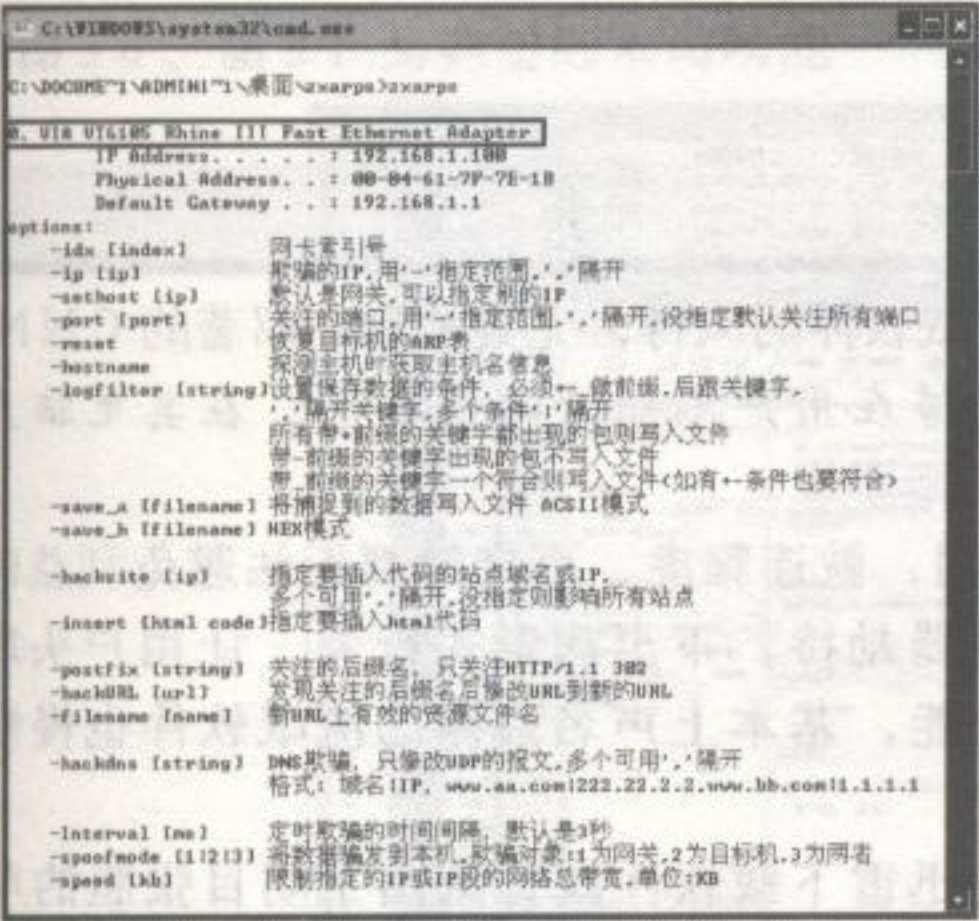 C:\WINDOWS\system32\cmd.exe
C:\DOCUME~1\ADMINI~1\桌面\zxarps>zxarps
0. VIA VT6105 Rhine III Fast Ethernet Adapter
IP Address. . . . . : 192.168.1.100
Physical Address. . : 00-04-61-7F-7E-1B
Default Gateway . . : 192.168.1.1
options:
-idx [index] 网卡索引号
-ip [ip] 欺骗的IP,用'-'指定范围,','隔开
-sethost [ip] 默认是网关,可以指定别的IP
-port [port] 关注的端口,用'-'指定范围,','隔开,没指定默认关注所有端口
-reset 恢复目标机的ARP表
-hostname 探测主机时获取主机名信息
-logfilter [string]设置保存数据的条件, 必须+-_做前缀,后跟关键字,
','隔开关键字,多个条件'|'隔开
所有带+前缀的关键字都出现的包则写入文件
带-前缀的关键字出现的包不写入文件
带_前缀的关键字一个符合则写入文件(如有+-条件也要符合)
-save_a [filename] 将捕捉到的数据写入文件 ACSII模式
-save_h [filename] HEX模式
-hacksite [ip] 指定要插入代码的站点域名或IP,
多个可用','隔开,没指定则影响所有站点
-insert [html code]指定要插入html代码
-postfix [string] 关注的后缀名, 只关注HTTP/1.1 302
-hackURL [url] 发现关注的后缀名后修改URL到新的URL
-filename [name] 新URL上有效的资源文件名
-hackdns [string] DNS欺骗, 只修改UDP的报文,多个可用','隔开
格式: 域名|IP, www.aa.com|222.22.2.2,www.bb.com|1.1.1.1
-Interval [ms] 定时欺骗的时间间隔, 默认是3秒
-spoofmode [1|2|3] 将数据骗发到本机,欺骗对象:1为网关,2为目标机,3为两者
-speed [kb] 限制指定的IP或IP段的网络总带宽,单位:KB